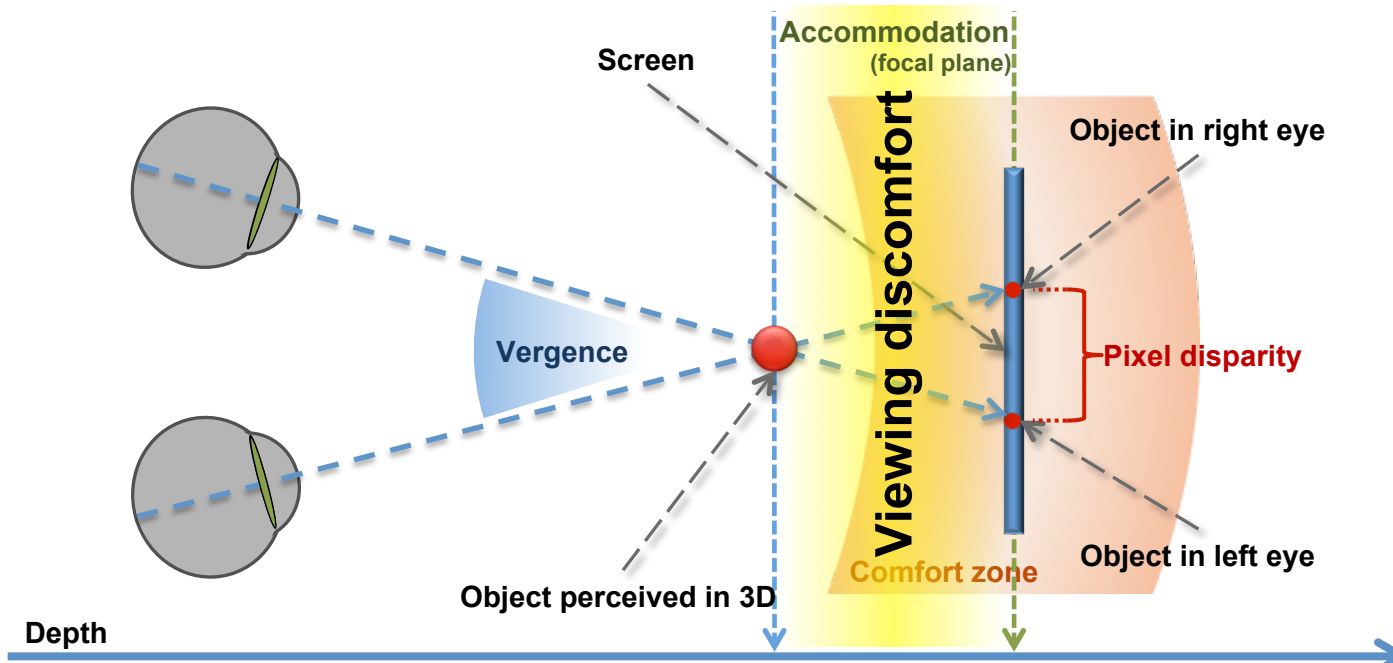 Accommodation
(focal plane)
Screen
Object in right eye
Viewing discomfort
Vergence
Pixel disparity
Object in left eye
Comfort zone
Object perceived in 3D
Depth